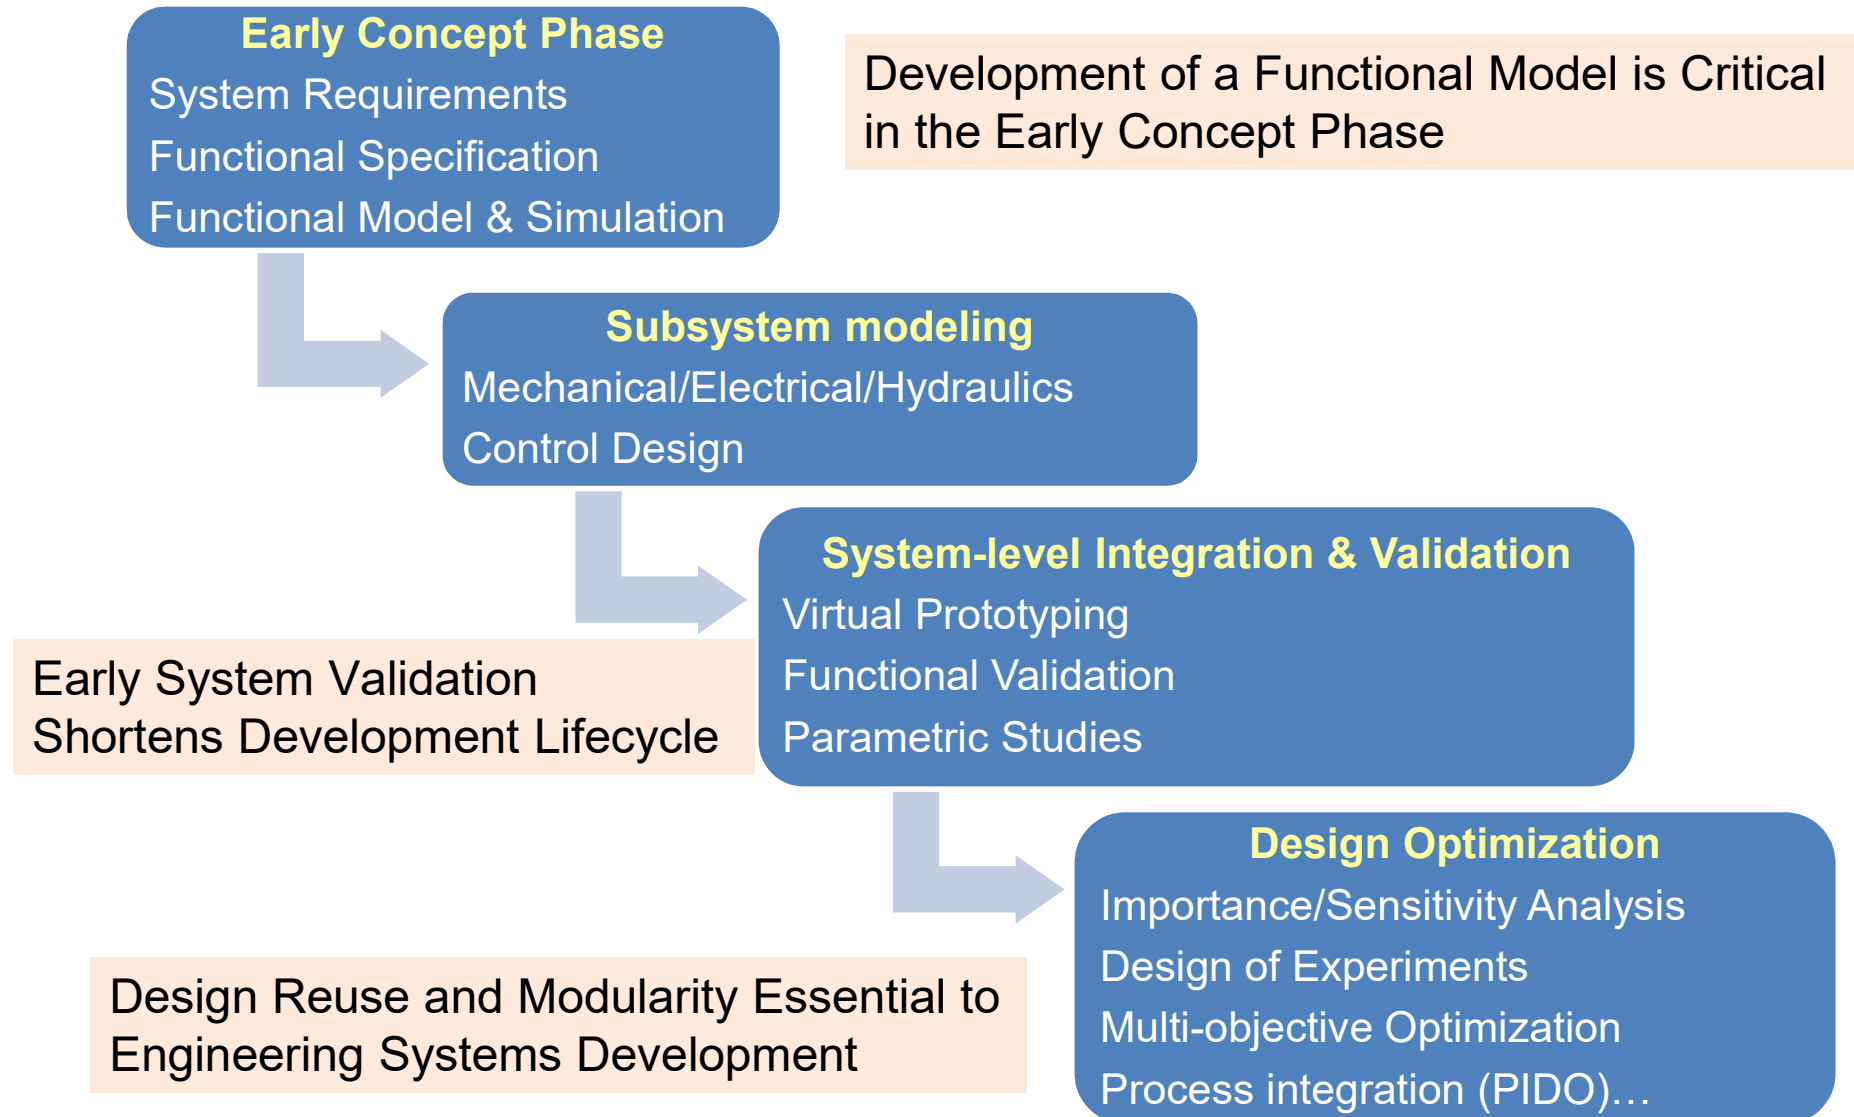 Early Concept Phase
System Requirements
Functional Specification
Functional Model & Simulation
Development of a Functional Model is Critical
in the Early Concept Phase
Subsystem modeling
Mechanical/Electrical/Hydraulics
Control Design
System-level Integration & Validation
Virtual Prototyping
Functional Validation
Parametric Studies
Early System Validation
Shortens Development Lifecycle
Design Optimization
Importance/Sensitivity Analysis
Design of Experiments
Multi-objective Optimization
Process integration (PIDO)…
Design Reuse and Modularity Essential to
Engineering Systems Development